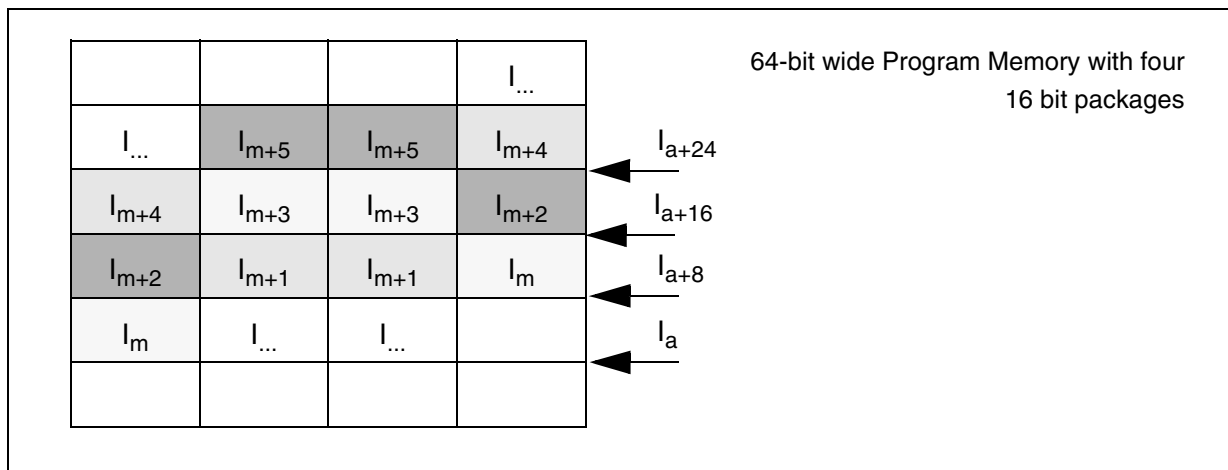 64-bit wide Program Memory with four
16 bit packages
I...
I... Iₘ₊₅ Iₘ₊₅ Iₘ₊₄ Iₐ₊₂₄
Iₘ₊₄ Iₘ₊₃ Iₘ₊₃ Iₘ₊₂ Iₐ₊₁₆
Iₘ₊₂ Iₘ₊₁ Iₘ₊₁ Iₘ Iₐ₊₈
Iₘ I... I... Iₐ